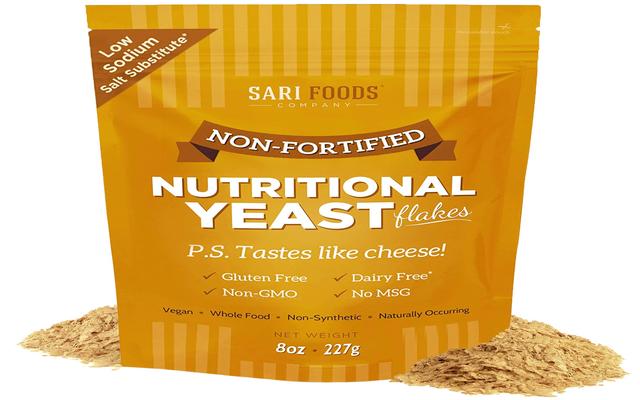 Low
Sodium
Salt Substitute*
SARI FOODS
COMPANY
NON-FORTIFIED
NUTRITIONAL
YEAST flakes
P.S. Tastes like cheese!
✓ Gluten Free ✓ Dairy Free*
✓ Non-GMO ✓ No MSG
Vegan • Whole Food • Non-Synthetic • Naturally Occurring
NET WEIGHT
8oz • 227g